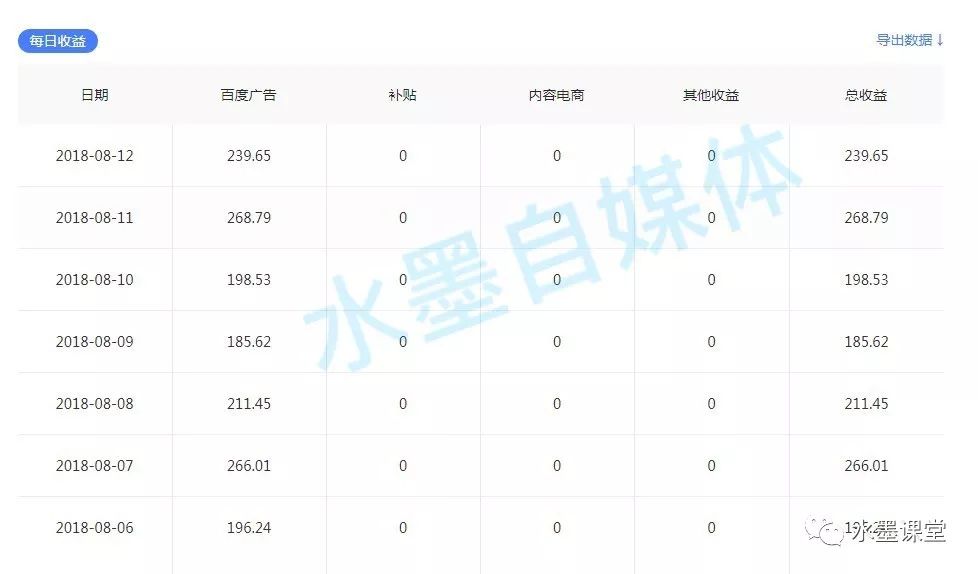 每日收益
导出数据↓
日期 百度广告 补贴 内容电商 其他收益 总收益
2018-08-12 239.65 0 0 0 239.65
2018-08-11 268.79 0 0 0 268.79
2018-08-10 198.53 0 0 0 198.53
2018-08-09 185.62 0 0 0 185.62
2018-08-08 211.45 0 0 0 211.45
2018-08-07 266.01 0 0 0 266.01
2018-08-06 196.24 0 0 0
水墨自媒体
水墨课堂